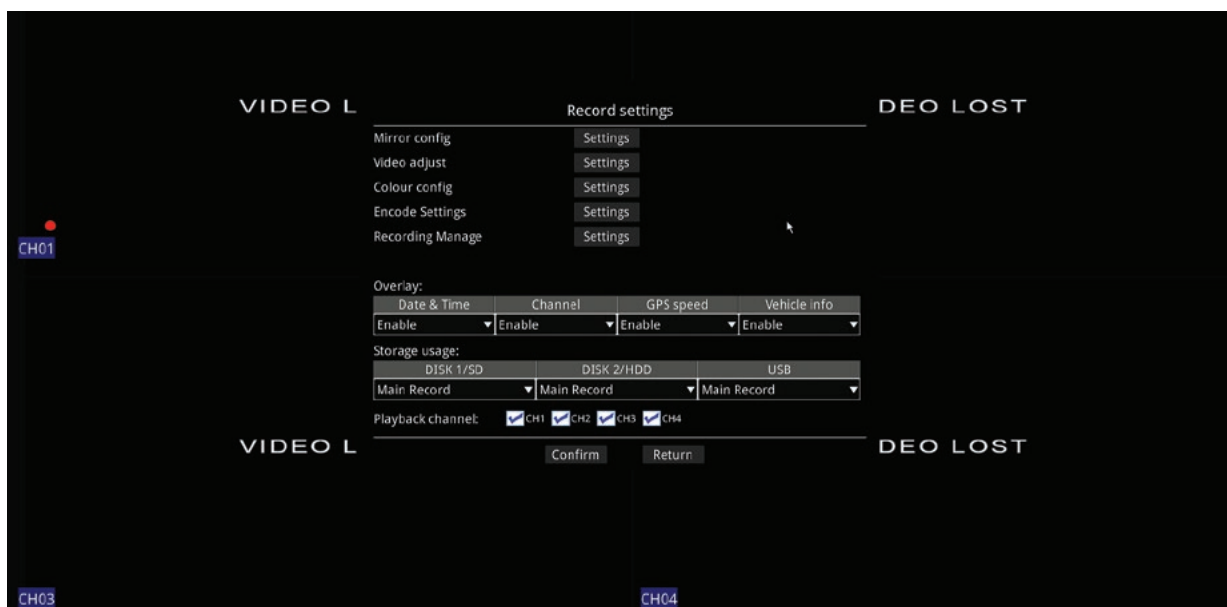 VIDEO L
Record settings
DEO LOST
Mirror config Settings
Video adjust Settings
Colour config Settings
Encode Settings Settings
Recording Manage Settings
CH01
Overlay:
Date & Time Channel GPS speed Vehicle info
Enable Enable Enable Enable
Storage usage:
DISK 1/SD DISK 2/HDD USB
Main Record Main Record Main Record
Playback channel: CH1 CH2 CH3 CH4
VIDEO L
DEO LOST
Confirm Return
CH03
CH04